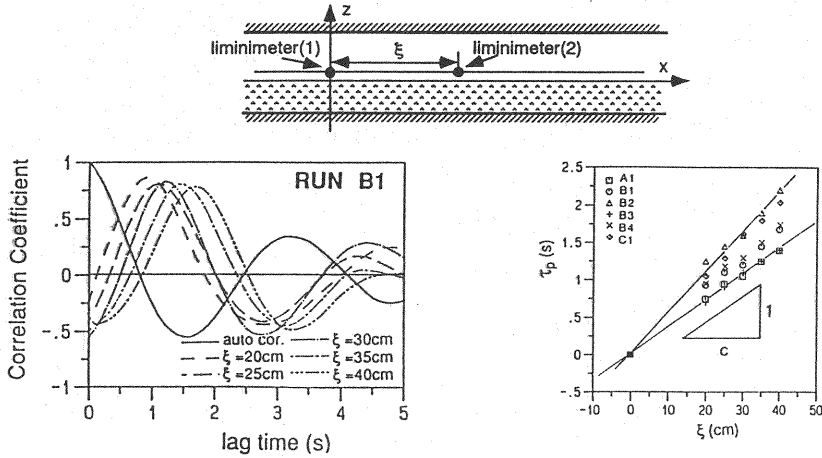 z
liminimeter(1)
ξ
liminimeter(2)
x
Correlation Coefficient
1
.5
0
-.5
-1
RUN B1
auto cor.
ξ =20cm
ξ =25cm
ξ =30cm
ξ =35cm
ξ =40cm
0 1 2 3 4 5
lag time (s)
τp (s)
2.5
2
1.5
1
.5
0
-.5
A1
B1
B2
B3
B4
C1
1
c
-10 0 10 20 30 40 50
ξ (cm)